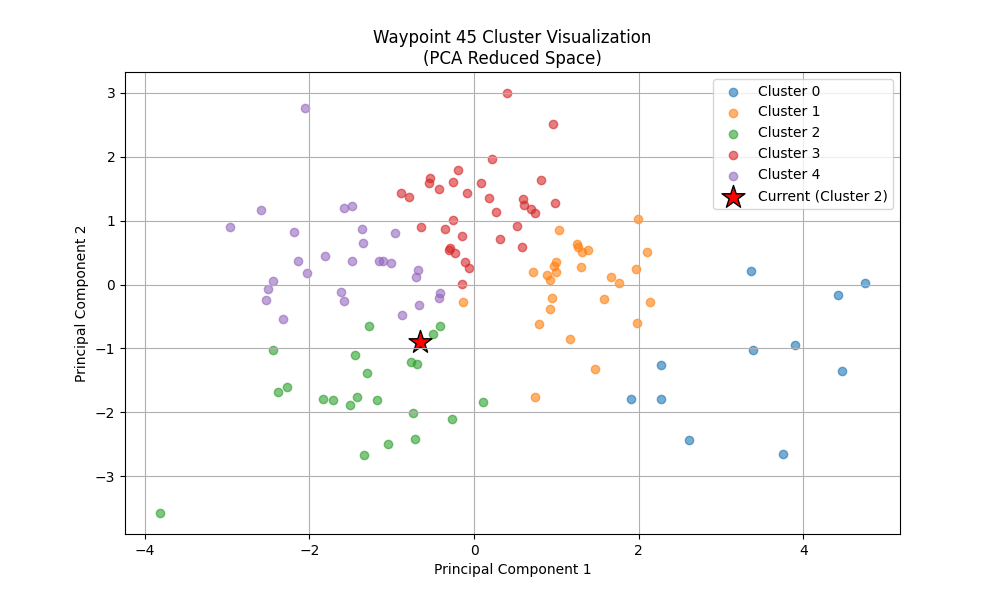 Waypoint 45 Cluster Visualization
(PCA Reduced Space)
Cluster 0
Cluster 1
Cluster 2
Cluster 3
Cluster 4
Current (Cluster 2)
Principal Component 2
3
2
1
0
−1
−2
−3
−4
−2
0
2
4
Principal Component 1